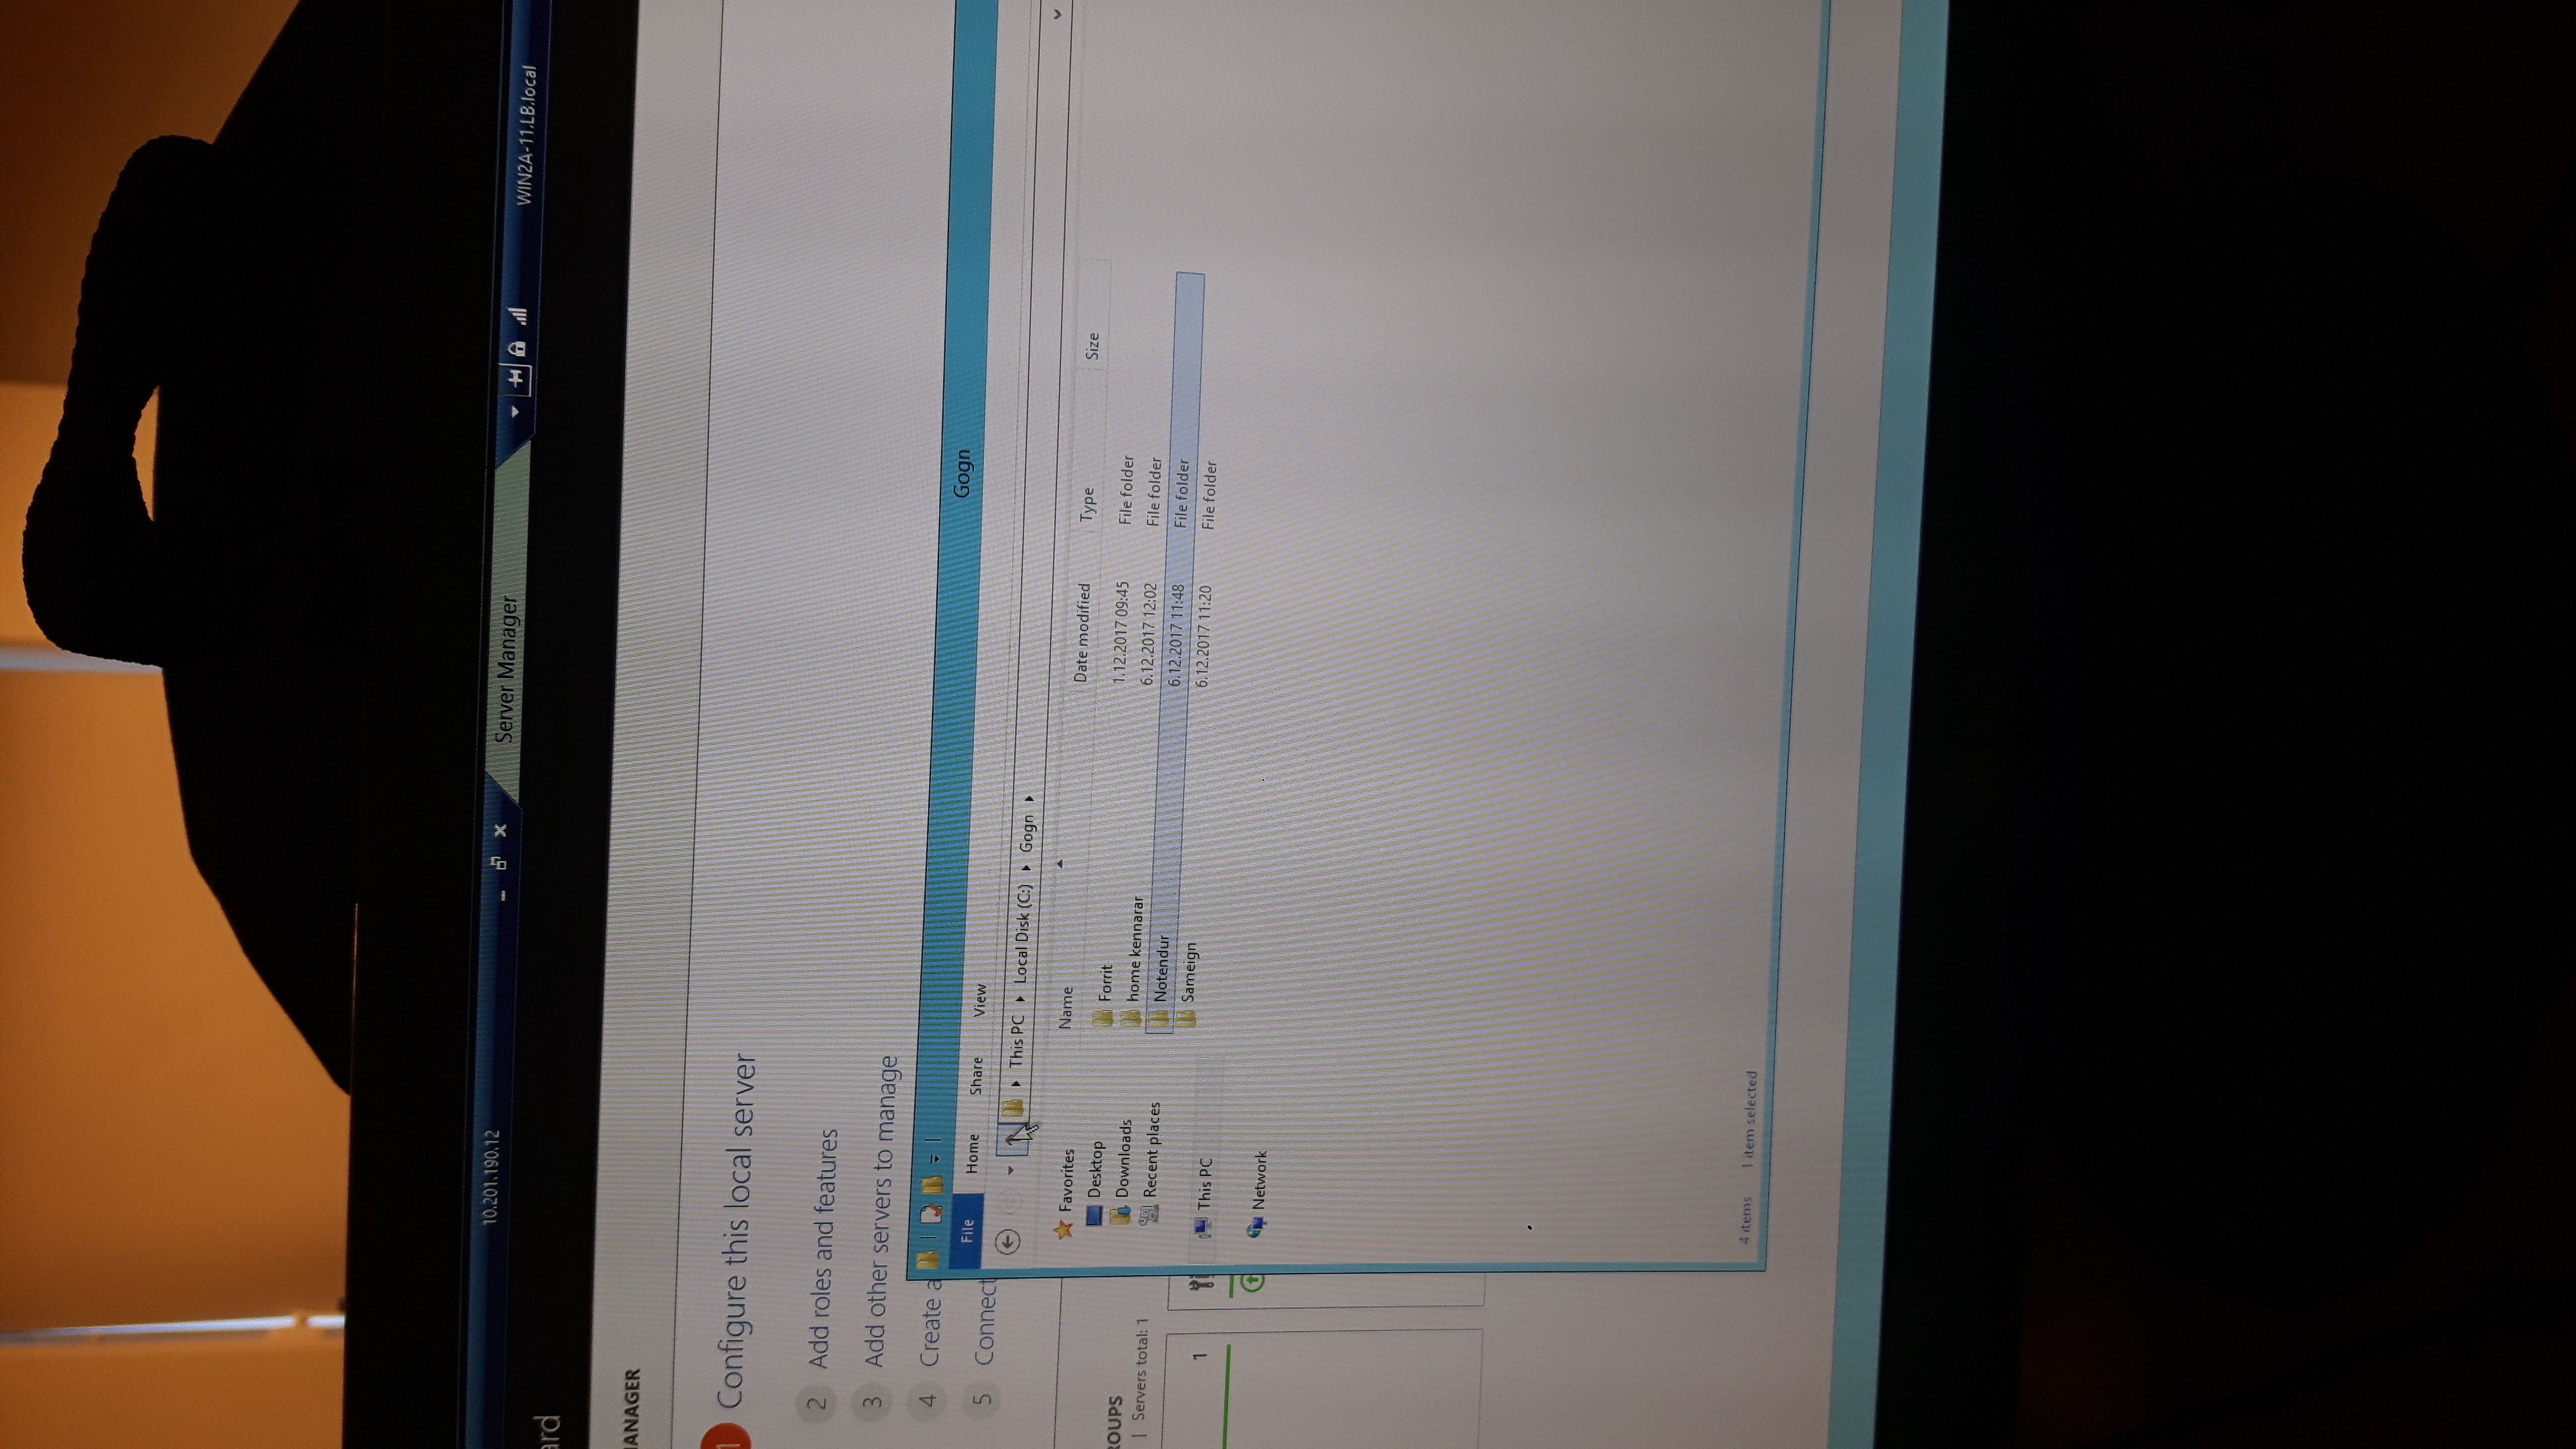 10.201.190.12
Server Manager
WIN2A-11.LB.local
ard
MANAGER
1 Configure this local server
2 Add roles and features
3 Add other servers to manage
4 Create a
5 Connect
Gogn
File Home Share View
This PC Local Disk (C:) Gogn
Name Date modified Type Size
Forrit 1.12.2017 09:45 File folder
home kennarar 6.12.2017 12:02 File folder
Notendur 6.12.2017 11:48 File folder
Sameign 6.12.2017 11:20 File folder
Favorites
Desktop
Downloads
Recent places
This PC
Network
4 items 1 item selected
ROUPS
| Servers total: 1
1